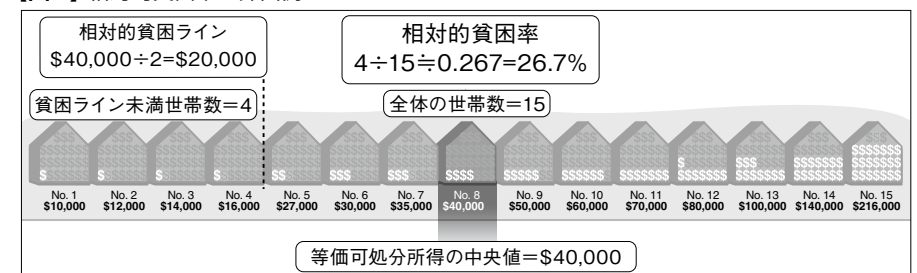 相対的貧困ライン
$40,000÷2=$20,000
相対的貧困率
4÷15≒0.267=26.7%
貧困ライン未満世帯数=4
全体の世帯数=15
No. 1 No. 2 No. 3 No. 4 No. 5 No. 6 No. 7 No. 8 No. 9 No. 10 No. 11 No. 12 No. 13 No. 14 No. 15
$10,000 $12,000 $14,000 $16,000 $27,000 $30,000 $35,000 $40,000 $50,000 $60,000 $70,000 $80,000 $100,000 $140,000 $216,000
等価可処分所得の中央値=$40,000